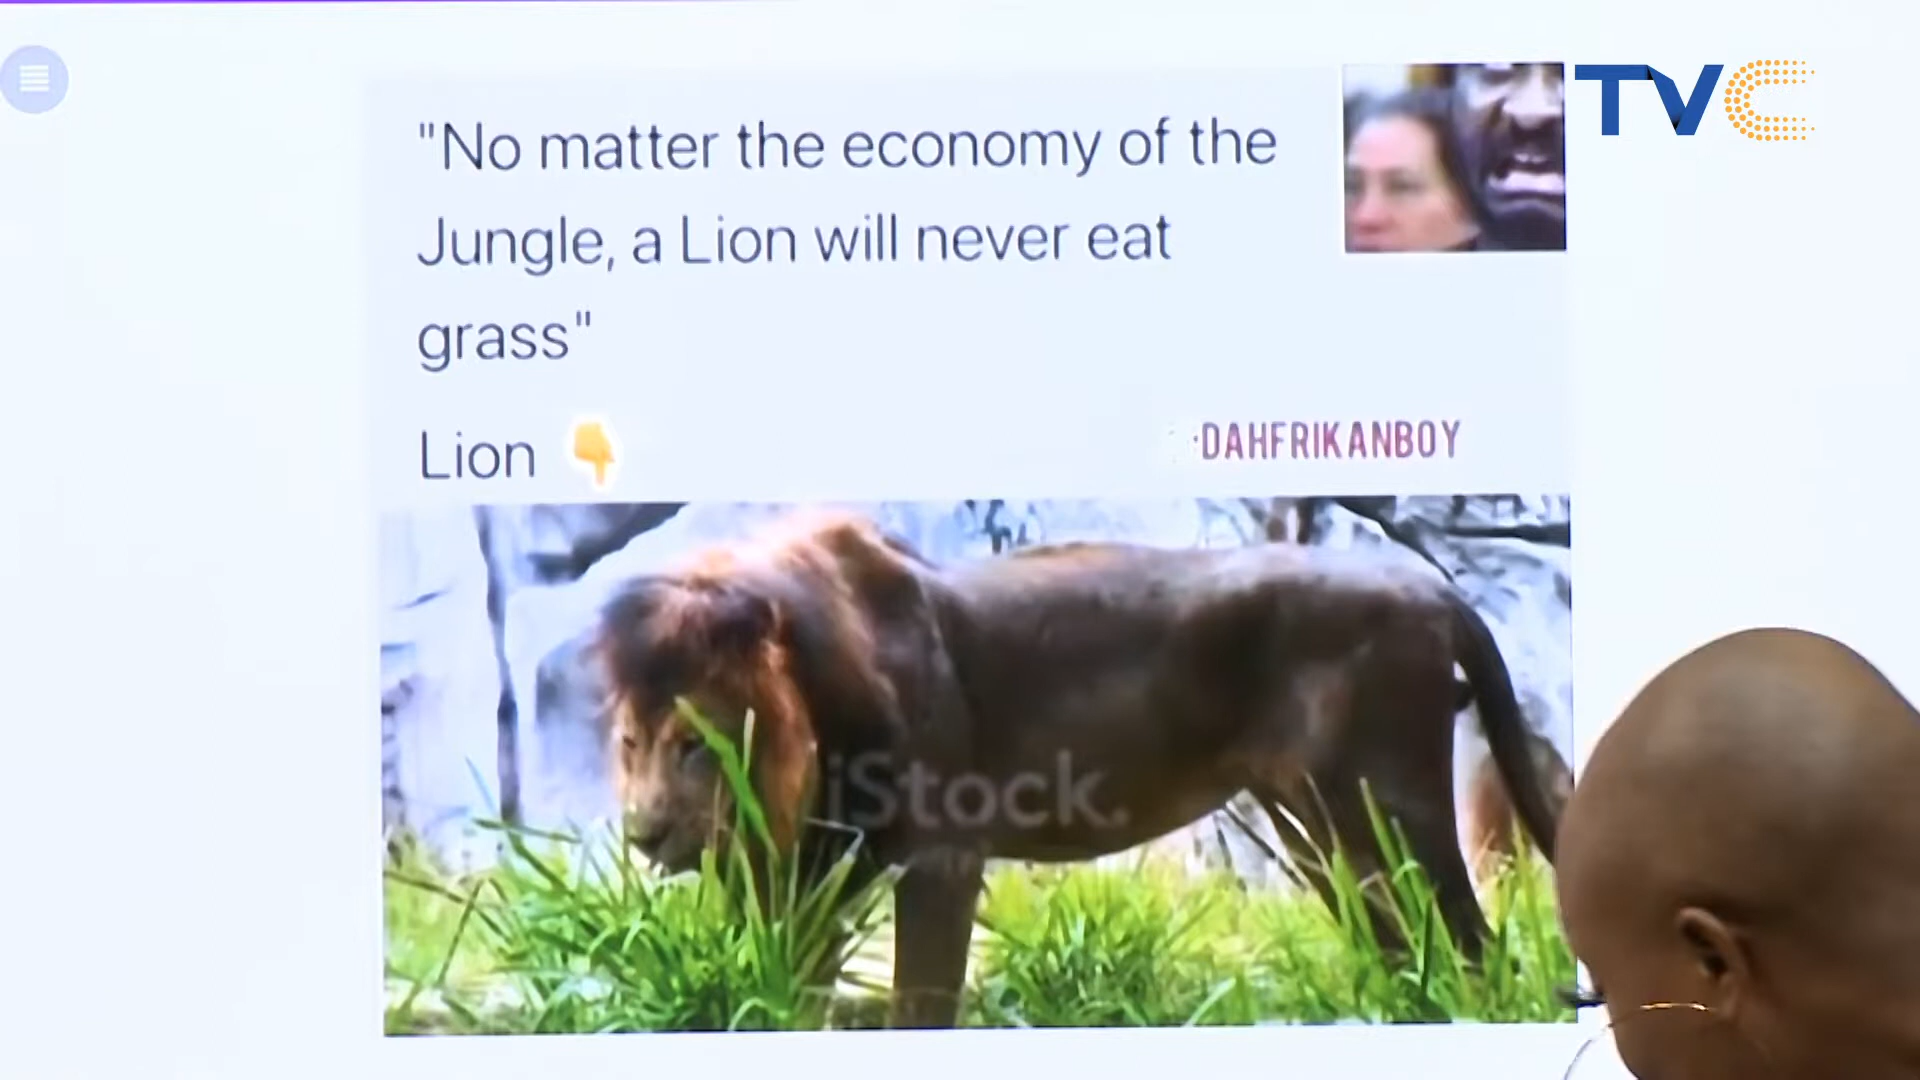 TVC
"No matter the economy of the
Jungle, a Lion will never eat
grass"
Lion
DAHFRIKANBOY
iStock.